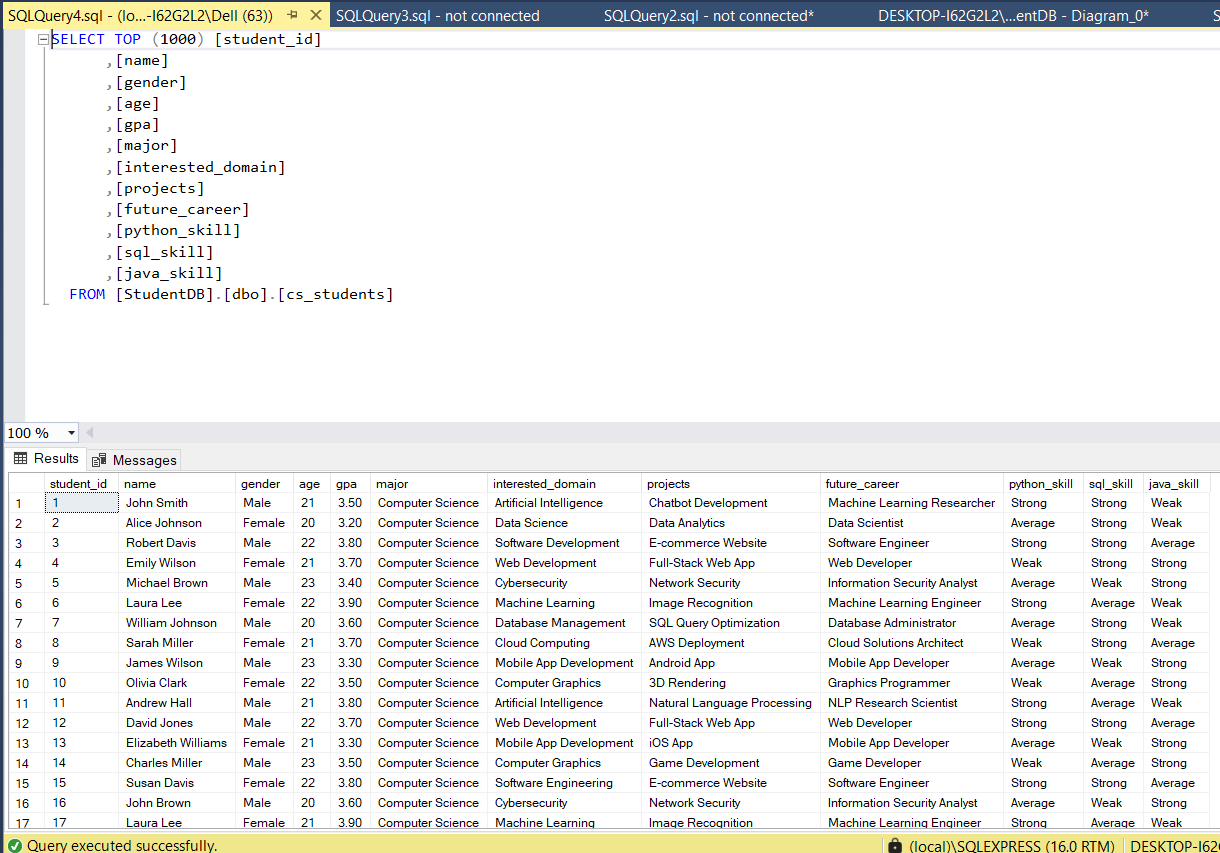 SQLQuery4.sql - (lo...-I62G2L2\Dell (63)) SQLQuery3.sql - not connected SQLQuery2.sql - not connected* DESKTOP-I62G2L2\...entDB - Diagram_0* S
SELECT TOP (1000) [student_id]
,[name]
,[gender]
,[age]
,[gpa]
,[major]
,[interested_domain]
,[projects]
,[future_career]
,[python_skill]
,[sql_skill]
,[java_skill]
FROM [StudentDB].[dbo].[cs_students]
100 %
Results Messages
student_id name gender age gpa major interested_domain projects future_career python_skill sql_skill java_skill
1 1 John Smith Male 21 3.50 Computer Science Artificial Intelligence Chatbot Development Machine Learning Researcher Strong Strong Weak
2 2 Alice Johnson Female 20 3.20 Computer Science Data Science Data Analytics Data Scientist Average Strong Weak
3 3 Robert Davis Male 22 3.80 Computer Science Software Development E-commerce Website Software Engineer Strong Strong Average
4 4 Emily Wilson Female 21 3.70 Computer Science Web Development Full-Stack Web App Web Developer Weak Strong Strong
5 5 Michael Brown Male 23 3.40 Computer Science Cybersecurity Network Security Information Security Analyst Average Weak Strong
6 6 Laura Lee Female 22 3.90 Computer Science Machine Learning Image Recognition Machine Learning Engineer Strong Average Weak
7 7 William Johnson Male 20 3.60 Computer Science Database Management SQL Query Optimization Database Administrator Average Strong Weak
8 8 Sarah Miller Female 21 3.70 Computer Science Cloud Computing AWS Deployment Cloud Solutions Architect Weak Strong Average
9 9 James Wilson Male 23 3.30 Computer Science Mobile App Development Android App Mobile App Developer Average Weak Strong
10 10 Olivia Clark Female 22 3.50 Computer Science Computer Graphics 3D Rendering Graphics Programmer Weak Average Strong
11 11 Andrew Hall Male 21 3.80 Computer Science Artificial Intelligence Natural Language Processing NLP Research Scientist Strong Average Weak
12 12 David Jones Male 22 3.70 Computer Science Web Development Full-Stack Web App Web Developer Strong Strong Average
13 13 Elizabeth Williams Female 21 3.30 Computer Science Mobile App Development iOS App Mobile App Developer Average Weak Strong
14 14 Charles Miller Male 23 3.50 Computer Science Computer Graphics Game Development Game Developer Weak Average Strong
15 15 Susan Davis Female 22 3.80 Computer Science Software Engineering E-commerce Website Software Engineer Strong Strong Average
16 16 John Brown Male 20 3.60 Computer Science Cybersecurity Network Security Information Security Analyst Average Weak Strong
17 17 Laura Lee Female 21 3.90 Computer Science Machine Learning Image Recognition Machine Learning Engineer Strong Average Weak
Query executed successfully. (local)\SQLEXPRESS (16.0 RTM) DESKTOP-I62